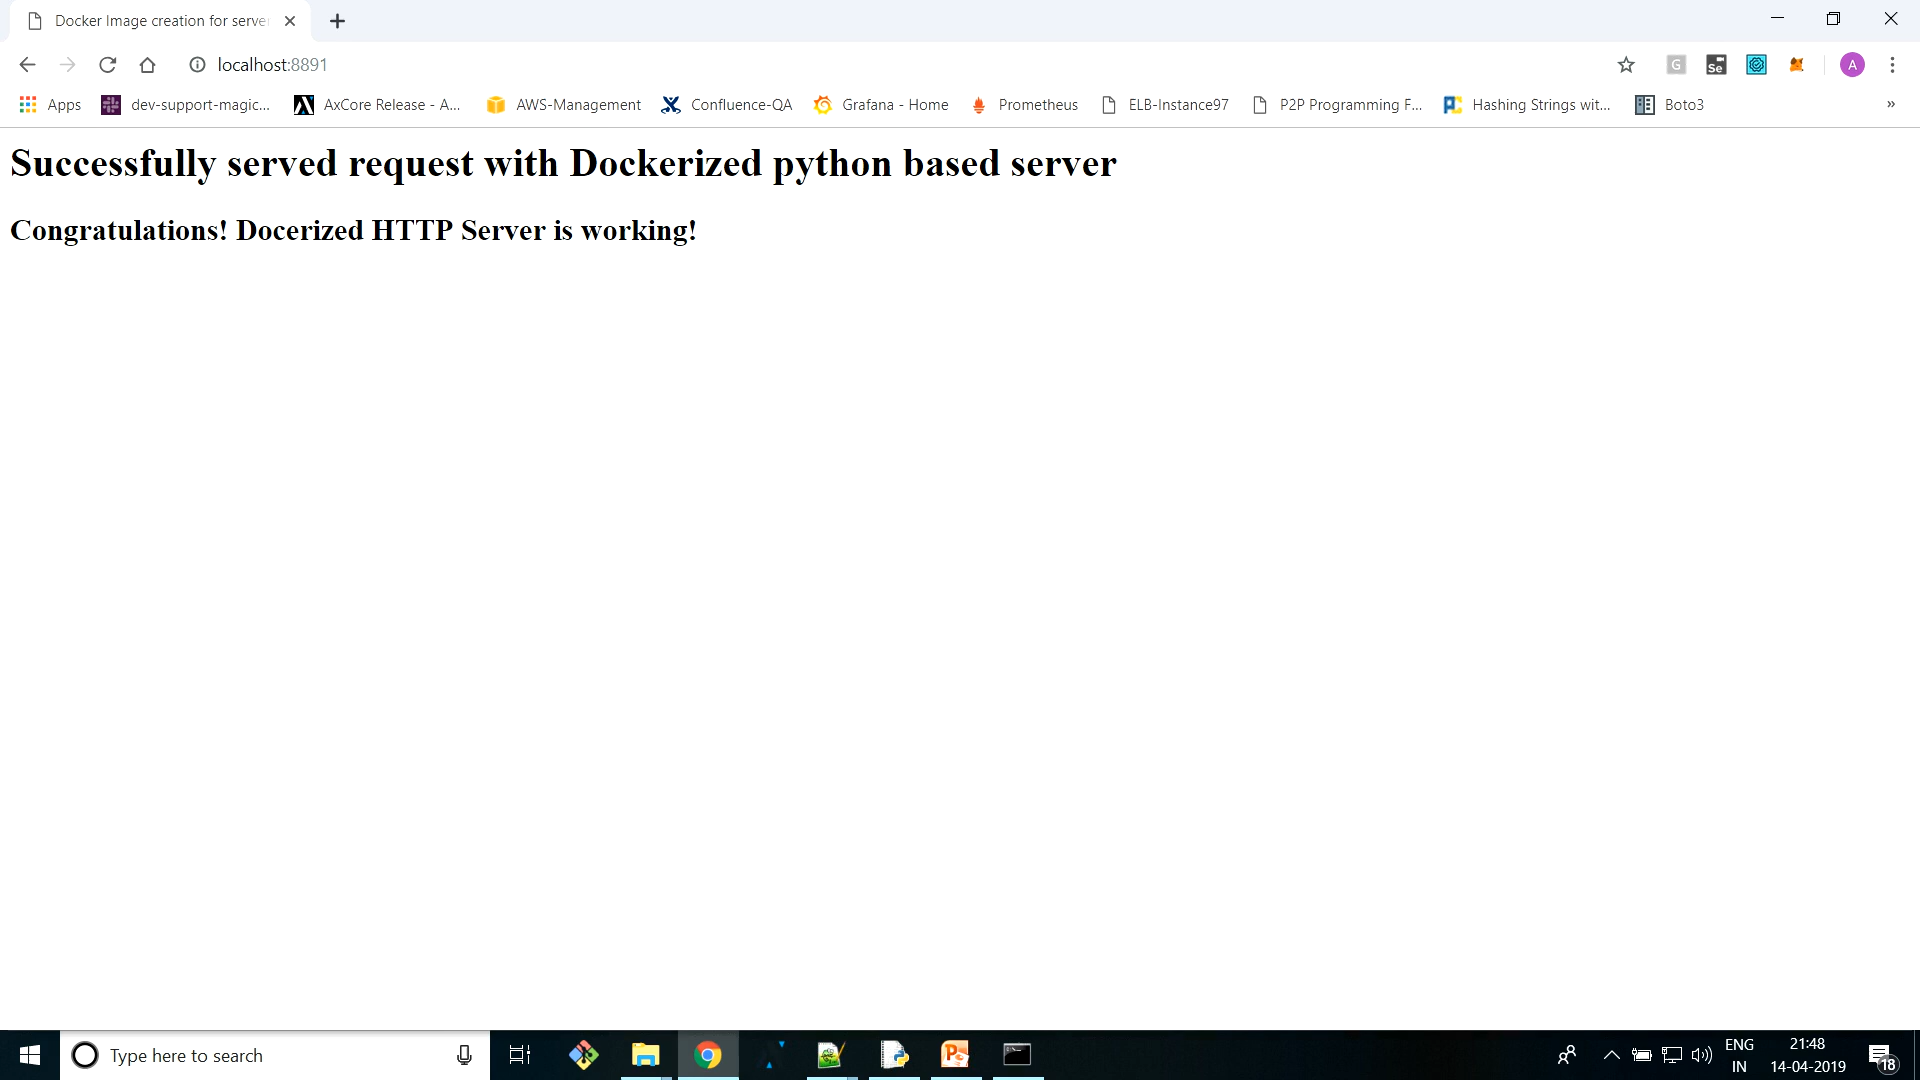 Docker Image creation for server
localhost:8891
G
Se
A
Apps
dev-support-magic...
AxCore Release - A...
AWS-Management
Confluence-QA
Grafana - Home
Prometheus
ELB-Instance97
P2P Programming F...
Hashing Strings wit...
Boto3
»
Successfully served request with Dockerized python based server
Congratulations! Docerized HTTP Server is working!
Type here to search
ENG
IN
21:48
14-04-2019
18